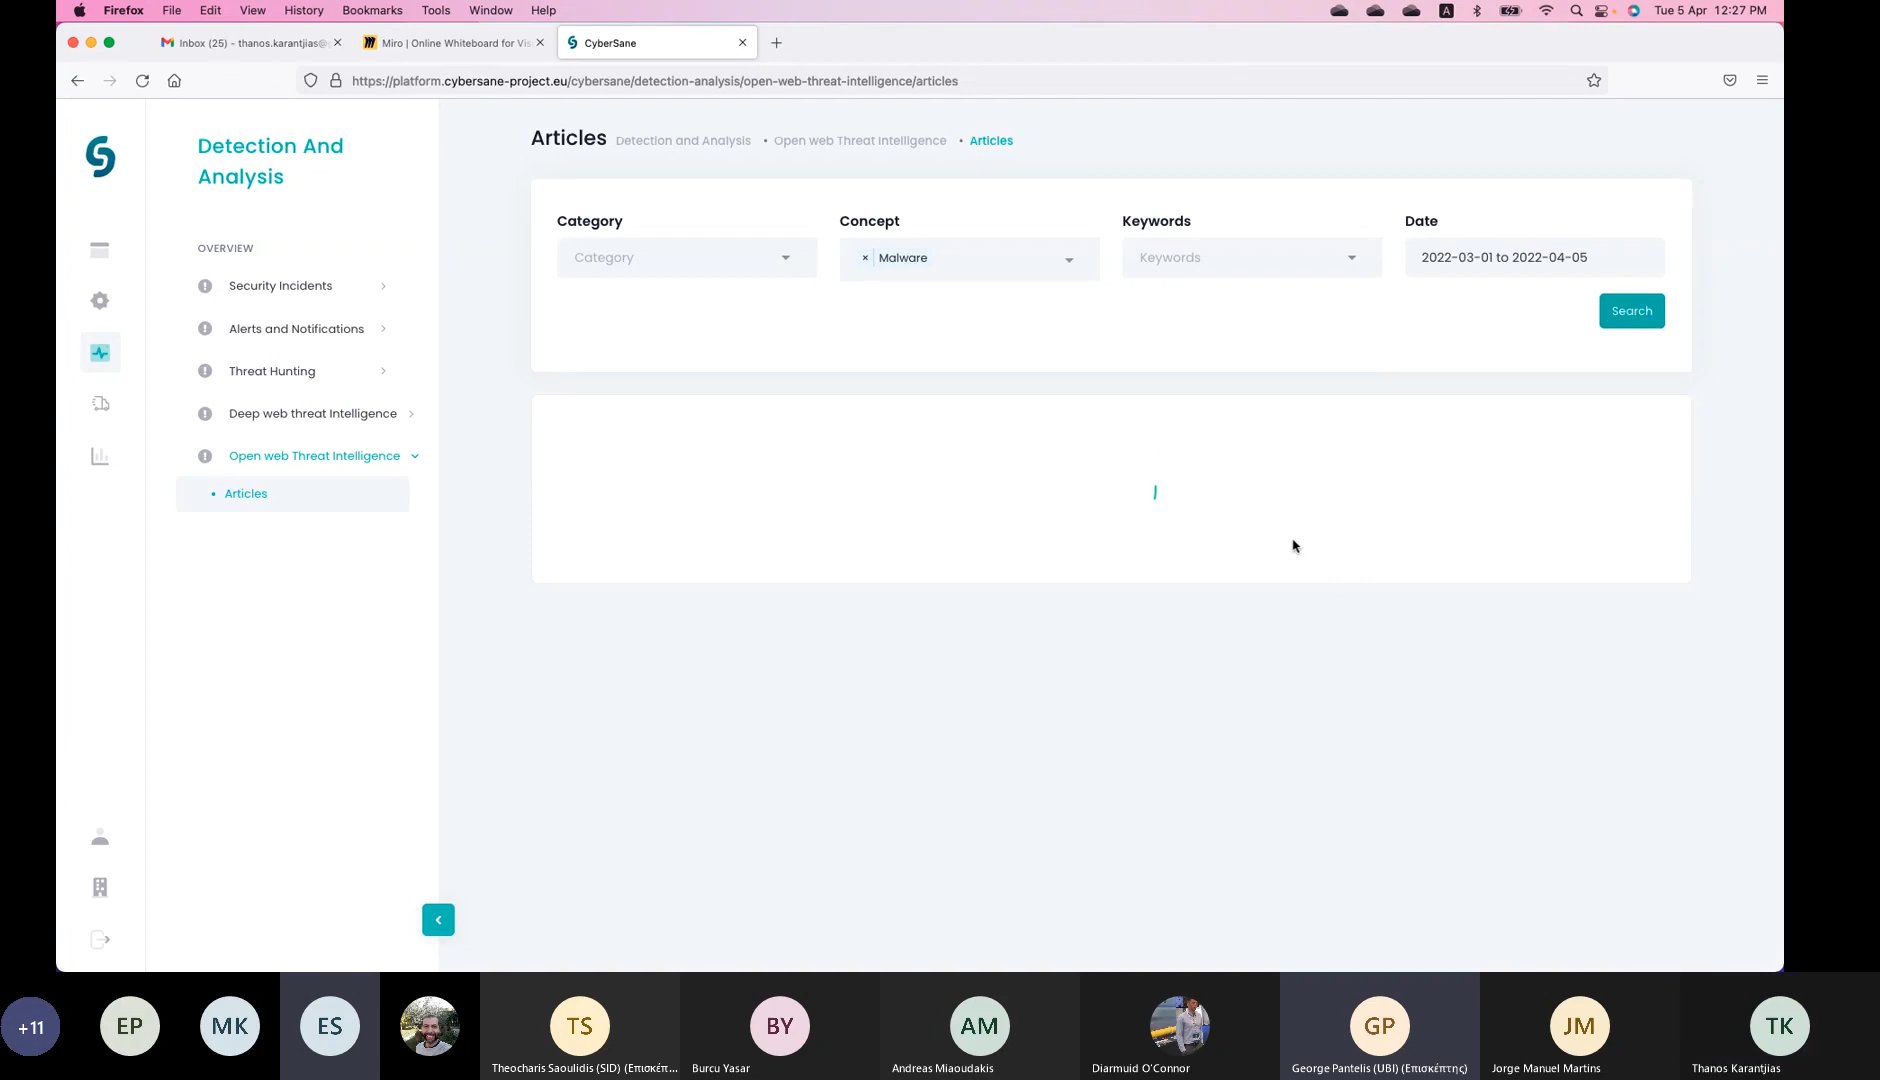 Firefox File Edit View History Bookmarks Tools Window Help
A
Tue 5 Apr 12:27 PM
Inbox (25) - thanos.karantjias@
Miro | Online Whiteboard for Vis
CyberSane
https://platform.cybersane-project.eu/cybersane/detection-analysis/open-web-threat-intelligence/articles
Detection And
Analysis
OVERVIEW
Security Incidents
Alerts and Notifications
Threat Hunting
Deep web threat Intelligence
Open web Threat Intelligence
• Articles
Articles Detection and Analysis • Open web Threat Intelligence • Articles
Category Concept Keywords Date
Category × Malware Keywords 2022-03-01 to 2022-04-05
Search
+11
EP
MK
ES
TS
Theocharis Saoulidis (SID) (Επισκέπ...
BY
Burcu Yasar
AM
Andreas Miaoudakis
Diarmuid O'Connor
GP
George Pantelis (UBI) (Επισκέπτης)
JM
Jorge Manuel Martins
TK
Thanos Karantjias